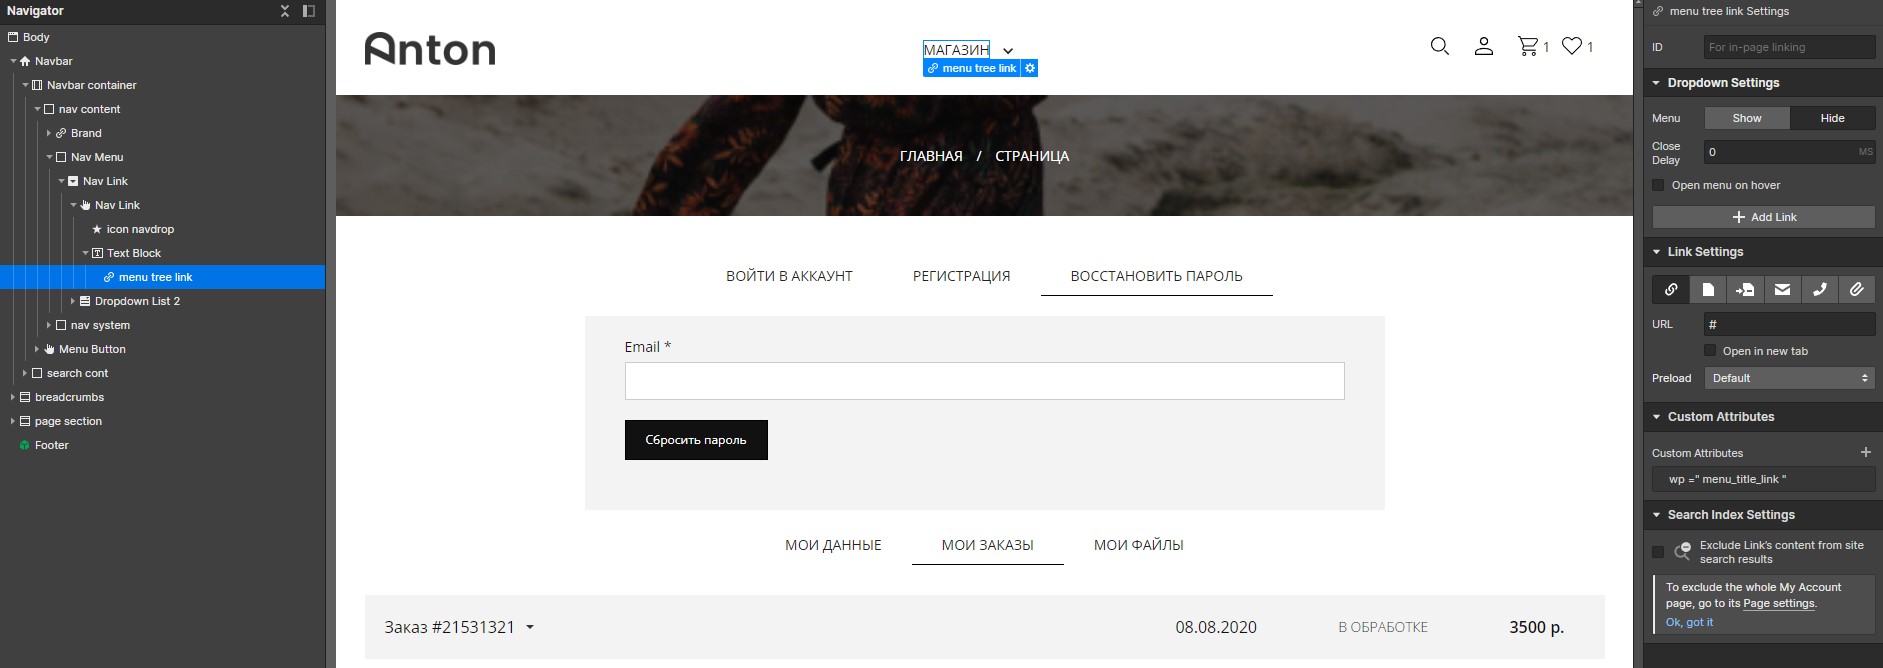 Navigator
Body
Navbar
Navbar container
nav content
Brand
Nav Menu
Nav Link
Nav Link
icon navdrop
Text Block
menu tree link
Dropdown List 2
nav system
Menu Button
search cont
breadcrumbs
page section
Footer
Anton
МАГАЗИН
menu tree link
1
1
ГЛАВНАЯ / СТРАНИЦА
ВОЙТИ В АККАУНТ РЕГИСТРАЦИЯ ВОССТАНОВИТЬ ПАРОЛЬ
Email *
Сбросить пароль
МОИ ДАННЫЕ МОИ ЗАКАЗЫ МОИ ФАЙЛЫ
Заказ #21531321 08.08.2020 В ОБРАБОТКЕ 3500 р.
menu tree link Settings
ID For in-page linking
Dropdown Settings
Menu Show Hide
Close
Delay
0 MS
Open menu on hover
+ Add Link
Link Settings
URL #
Open in new tab
Preload Default
Custom Attributes
Custom Attributes +
wp =" menu_title_link "
Search Index Settings
Exclude Link's content from site
search results
To exclude the whole My Account
page, go to its Page settings.
Ok, got it